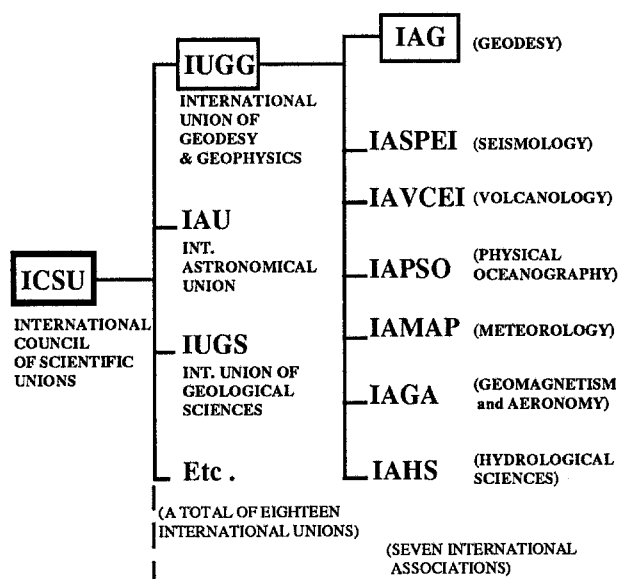 ICSU
INTERNATIONAL
COUNCIL
OF SCIENTIFIC
UNIONS
IUGG
INTERNATIONAL
UNION OF
GEODESY
& GEOPHYSICS
IAU
INT.
ASTRONOMICAL
UNION
IUGS
INT. UNION OF
GEOLOGICAL
SCIENCES
Etc .
(A TOTAL OF EIGHTEEN
INTERNATIONAL UNIONS)
IAG (GEODESY)
IASPEI (SEISMOLOGY)
IAVCEI (VOLCANOLOGY)
IAPSO (PHYSICAL
OCEANOGRAPHY)
IAMAP (METEOROLOGY)
IAGA (GEOMAGNETISM
and AERONOMY)
IAHS (HYDROLOGICAL
SCIENCES)
(SEVEN INTERNATIONAL
ASSOCIATIONS)